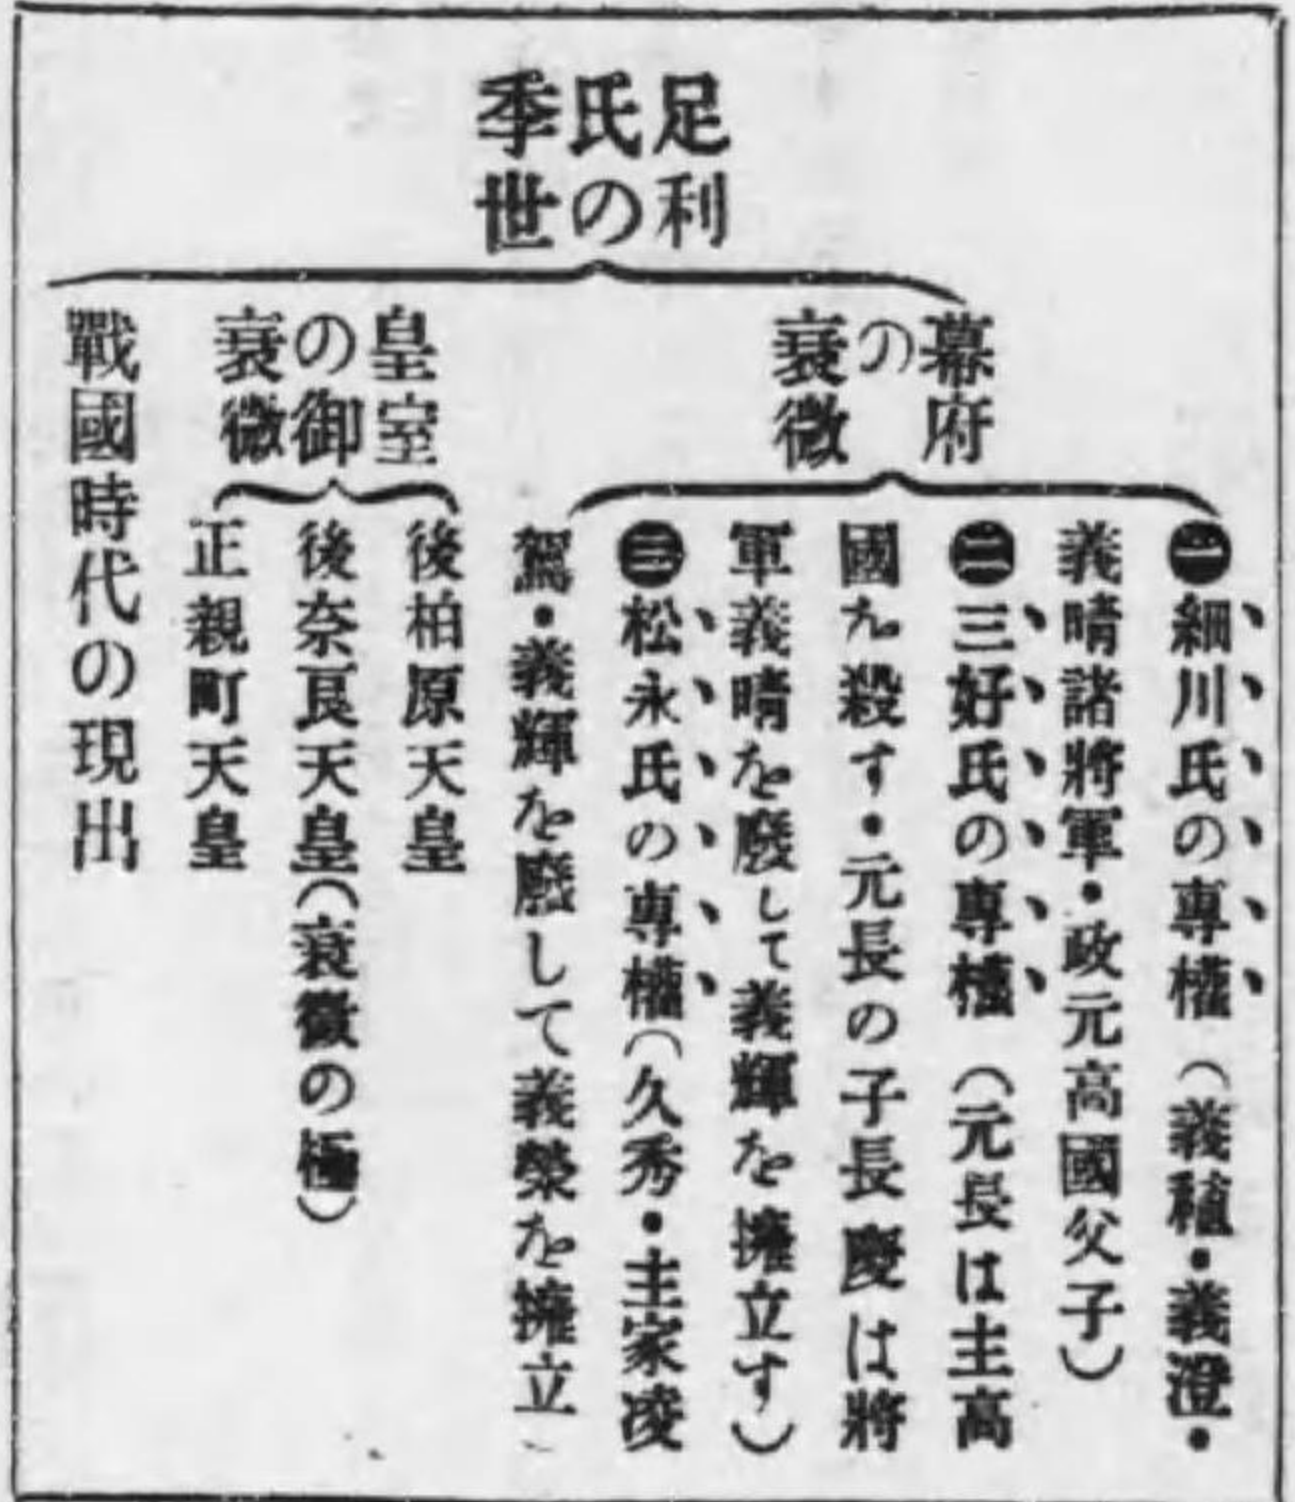 足利
氏の
季世
幕府
の
衰微
㊀細川氏の專權（義稙・義澄・
義晴諸將軍・政元高國父子）
㊁三好氏の專權（元長は主高
國を殺す・元長の子長慶は將
軍義晴を廢して義輝を擁立す）
㊂松永氏の專權（久秀・主家凌
駕・義輝を廢して義榮を擁立
皇室
の御
衰微
後柏原天皇
後奈良天皇（衰微の極）
正親町天皇
戰國時代の現出